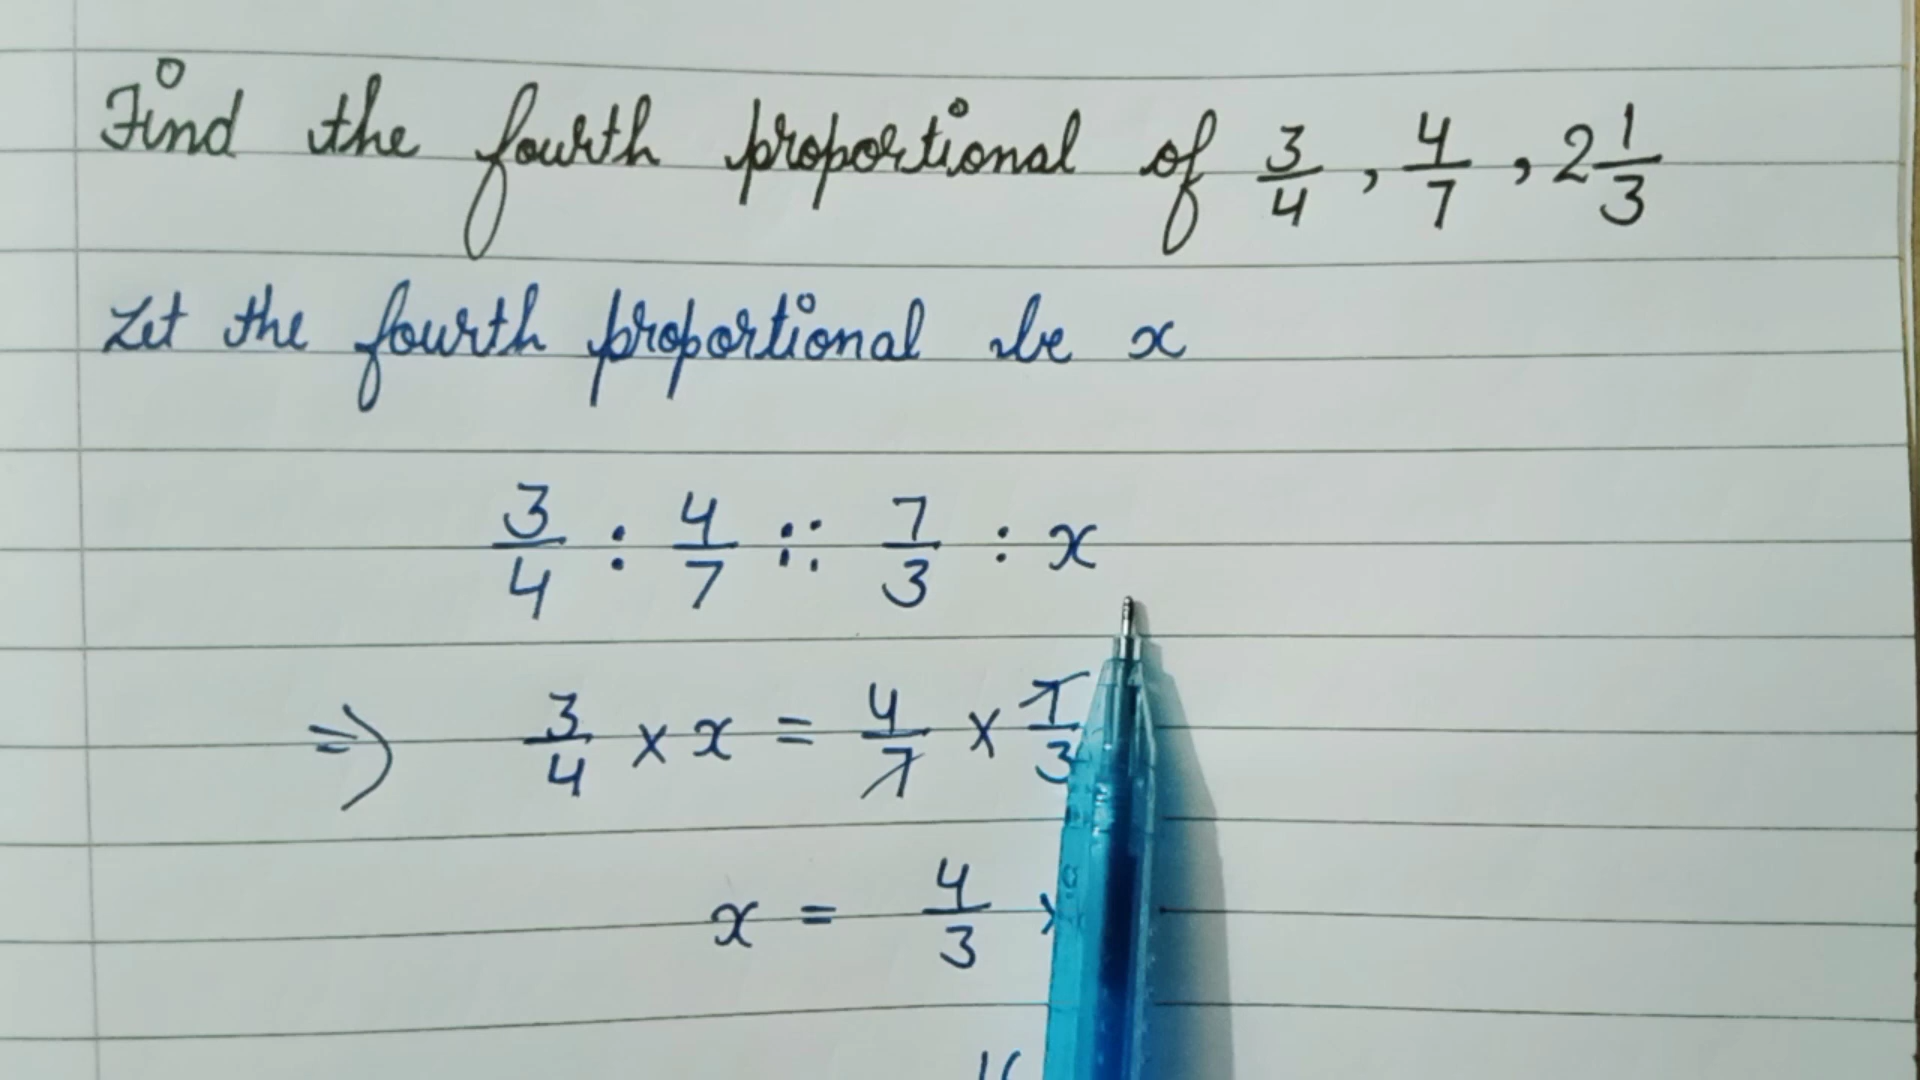 Find the fourth proportional of 3/4, 4/7, 2 1/3
Let the fourth proportional be x
3/4 : 4/7 :: 7/3 : x
⇒ 3/4 × x = 4/7 × 7/3
x = 4/3 ×